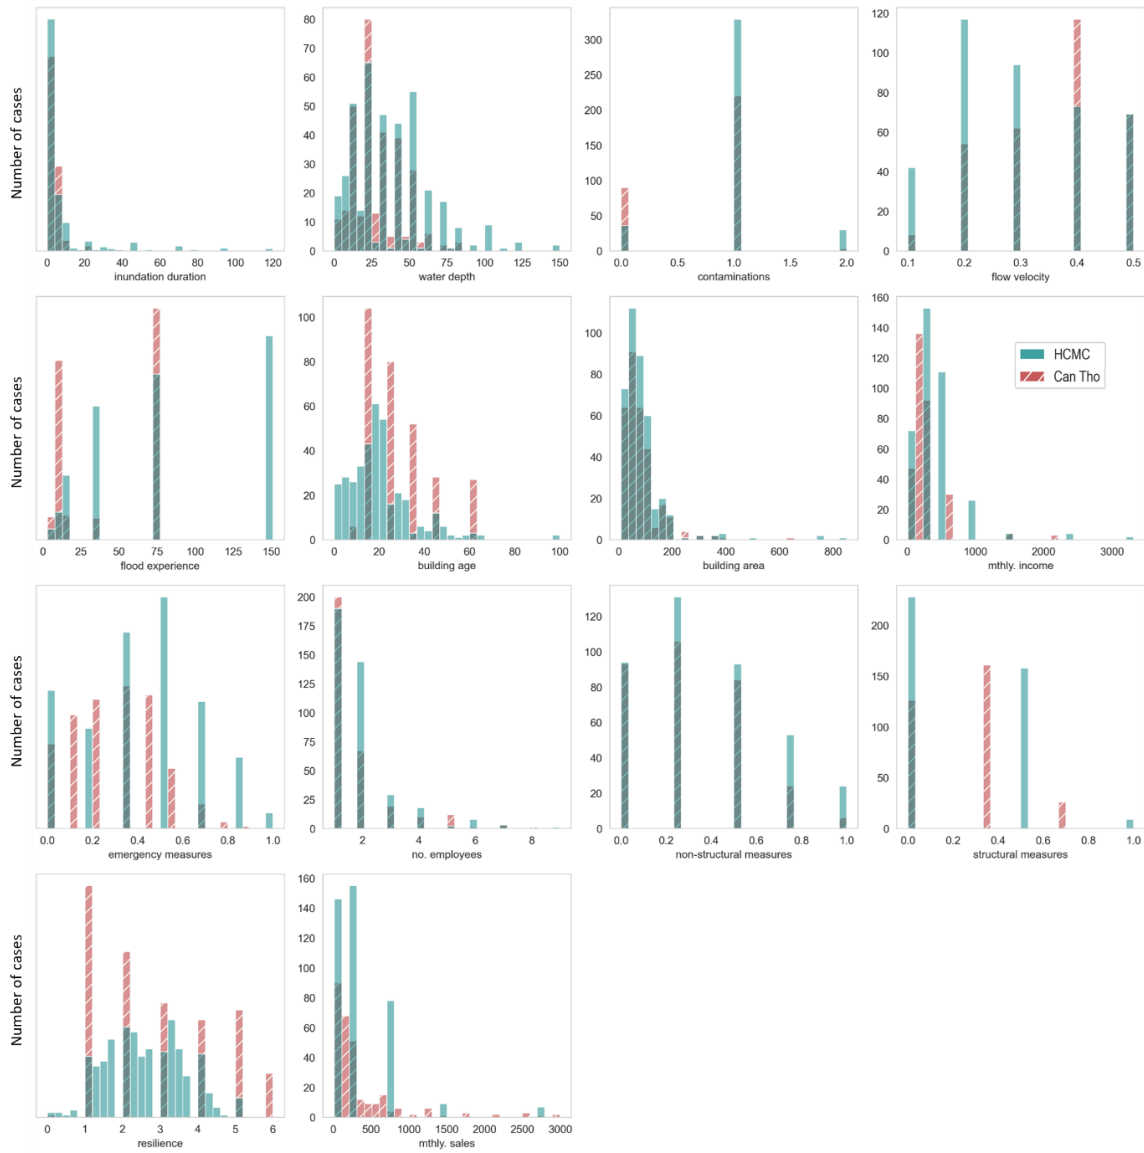 Number of cases
80
70
60
50
40
30
20
10
0
300
250
200
150
100
50
0
120
100
80
60
40
20
0
0 20 40 60 80 100 120
inundation duration
0 25 50 75 100 125 150
water depth
0.0 0.5 1.0 1.5 2.0
contaminations
0.1 0.2 0.3 0.4 0.5
flow velocity
Number of cases
100
80
60
40
20
0
100
80
60
40
20
0
160
140
120
100
80
60
40
20
0
HCMC
Can Tho
0 25 50 75 100 125 150
flood experience
0 20 40 60 80 100
building age
0 200 400 600 800
building area
0 1000 2000 3000
mthly. income
Number of cases
200
175
150
125
100
75
50
25
0
120
100
80
60
40
20
0
200
150
100
50
0
0.0 0.2 0.4 0.6 0.8 1.0
emergency measures
2 4 6 8
no. employees
0.0 0.2 0.4 0.6 0.8 1.0
non-structural measures
0.0 0.2 0.4 0.6 0.8 1.0
structural measures
Number of cases
160
140
120
100
80
60
40
20
0
0 1 2 3 4 5 6
resilience
0 500 1000 1500 2000 2500 3000
mthly. sales